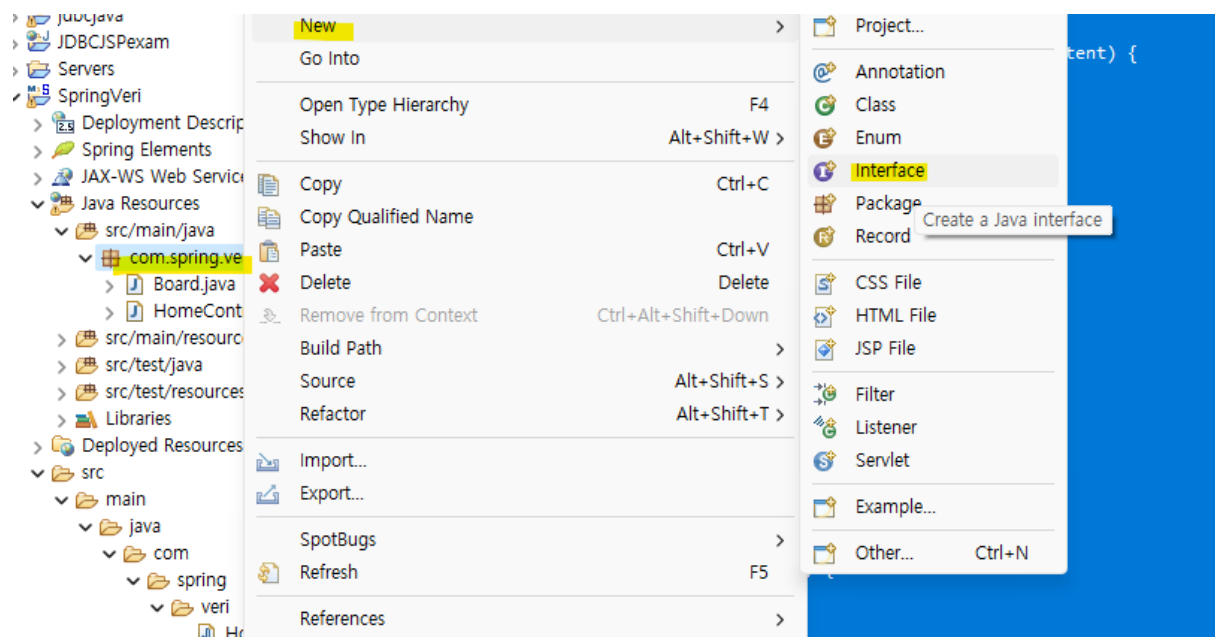 JDBCJSPexam
Servers
SpringVeri
Deployment Descrip
Spring Elements
JAX-WS Web Service
Java Resources
src/main/java
com.spring.ve
Board.java
HomeCont
src/main/resourc
src/test/java
src/test/resources
Libraries
Deployed Resources
src
main
java
com
spring
veri
New
Go Into
Open Type Hierarchy F4
Show In Alt+Shift+W
Copy Ctrl+C
Copy Qualified Name
Paste Ctrl+V
Delete Delete
Remove from Context Ctrl+Alt+Shift+Down
Build Path
Source Alt+Shift+S
Refactor Alt+Shift+T
Import...
Export...
SpotBugs
Refresh F5
References
Project...
Annotation
Class
Enum
Interface
Package
Create a Java interface
Record
CSS File
HTML File
JSP File
Filter
Listener
Servlet
Example...
Other... Ctrl+N
tent) {